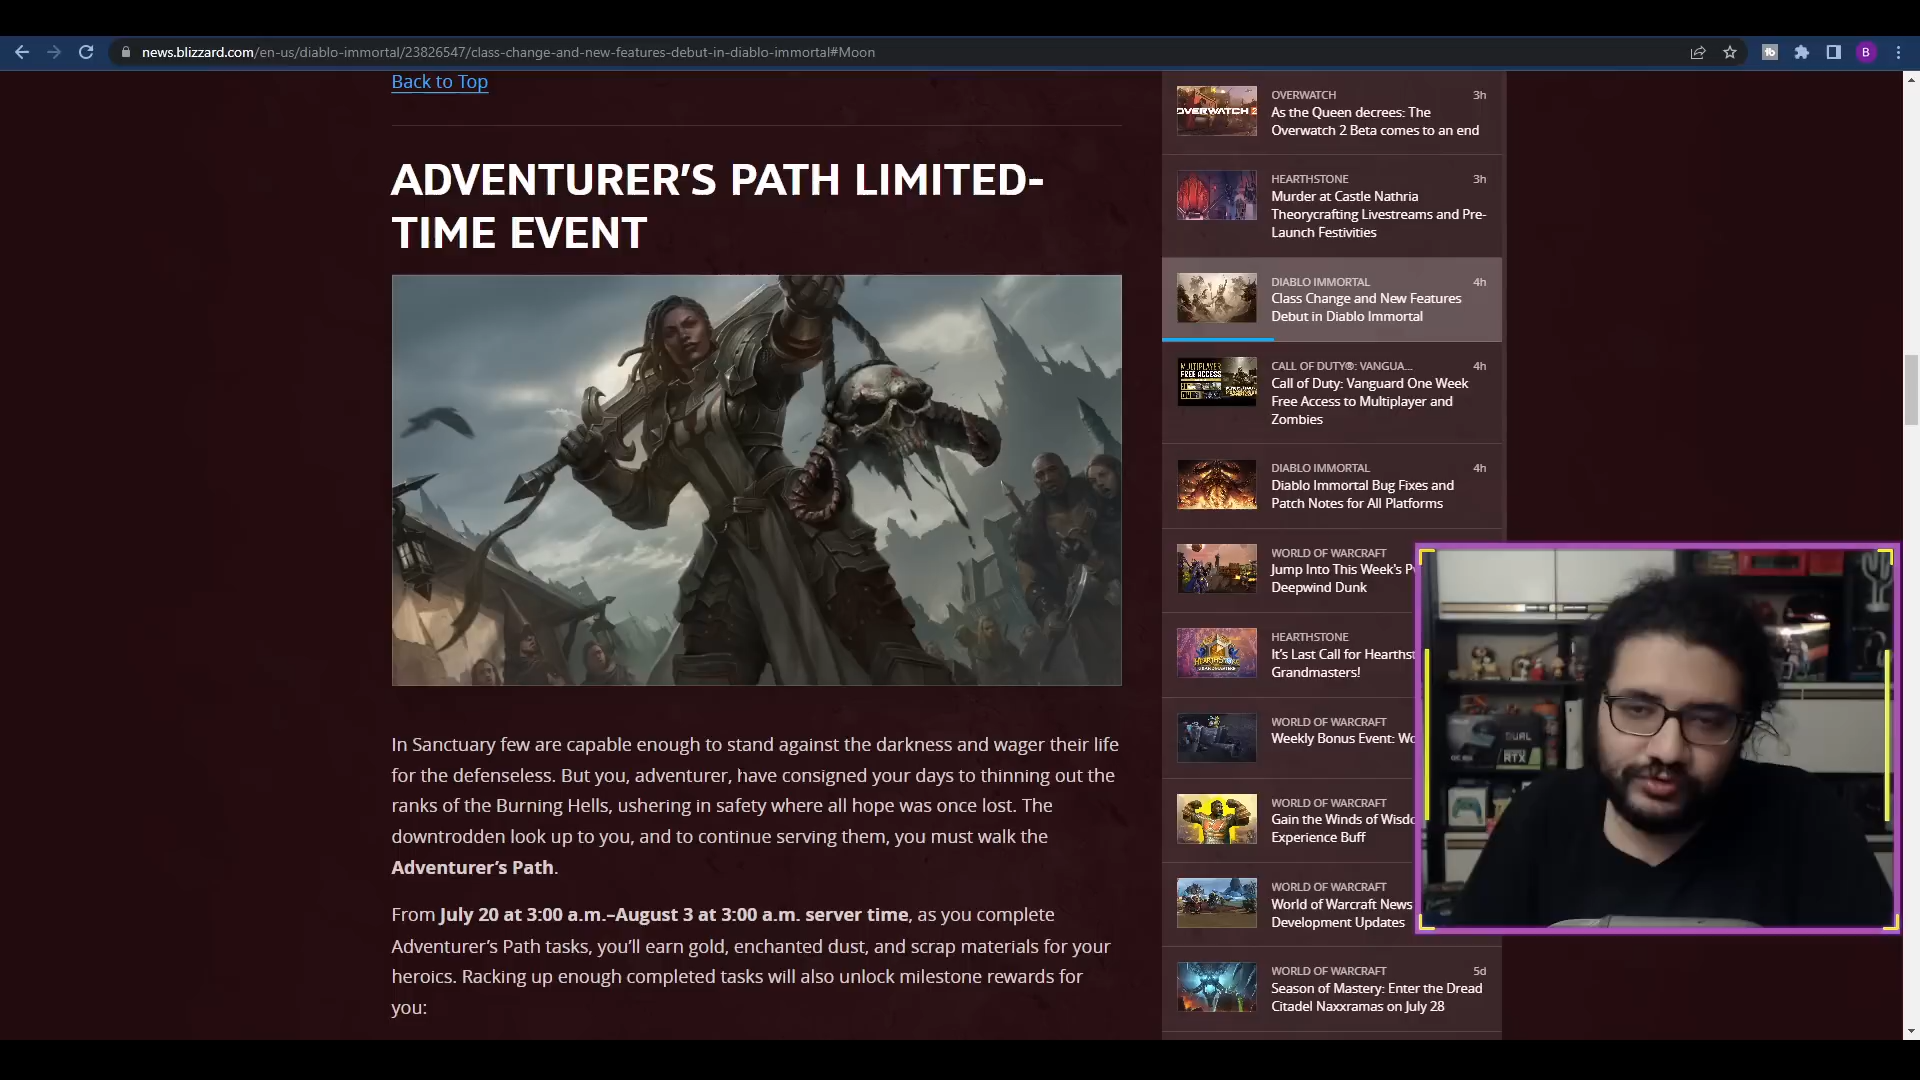 news.blizzard.com/en-us/diablo-immortal/23826547/class-change-and-new-features-debut-in-diablo-immortal#Moon
B
Back to Top
ADVENTURER’S PATH LIMITED-
TIME EVENT
In Sanctuary few are capable enough to stand against the darkness and wager their life
for the defenseless. But you, adventurer, have consigned your days to thinning out the
ranks of the Burning Hells, ushering in safety where all hope was once lost. The
downtrodden look up to you, and to continue serving them, you must walk the
Adventurer’s Path.
From July 20 at 3:00 a.m.–August 3 at 3:00 a.m. server time, as you complete
Adventurer’s Path tasks, you’ll earn gold, enchanted dust, and scrap materials for your
heroics. Racking up enough completed tasks will also unlock milestone rewards for
you:
OVERWATCH 2
OVERWATCH 3h
As the Queen decrees: The
Overwatch 2 Beta comes to an end
HEARTHSTONE 3h
Murder at Castle Nathria
Theorycrafting Livestreams and Pre-
Launch Festivities
DIABLO IMMORTAL 4h
Class Change and New Features
Debut in Diablo Immortal
MULTIPLAYER
FREE ACCESS
CALL OF DUTY®: VANGUA... 4h
Call of Duty: Vanguard One Week
Free Access to Multiplayer and
Zombies
DIABLO IMMORTAL 4h
Diablo Immortal Bug Fixes and
Patch Notes for All Platforms
WORLD OF WARCRAFT
Jump Into This Week's P
Deepwind Dunk
HEARTHSTONE
GRANDMASTERS
HEARTHSTONE
It’s Last Call for Hearthst
Grandmasters!
WORLD OF WARCRAFT
Weekly Bonus Event: Wo
WORLD OF WARCRAFT
Gain the Winds of Wisdo
Experience Buff
WORLD OF WARCRAFT
World of Warcraft News
Development Updates
WORLD OF WARCRAFT 5d
Season of Mastery: Enter the Dread
Citadel Naxxramas on July 28
DUAL
RTX